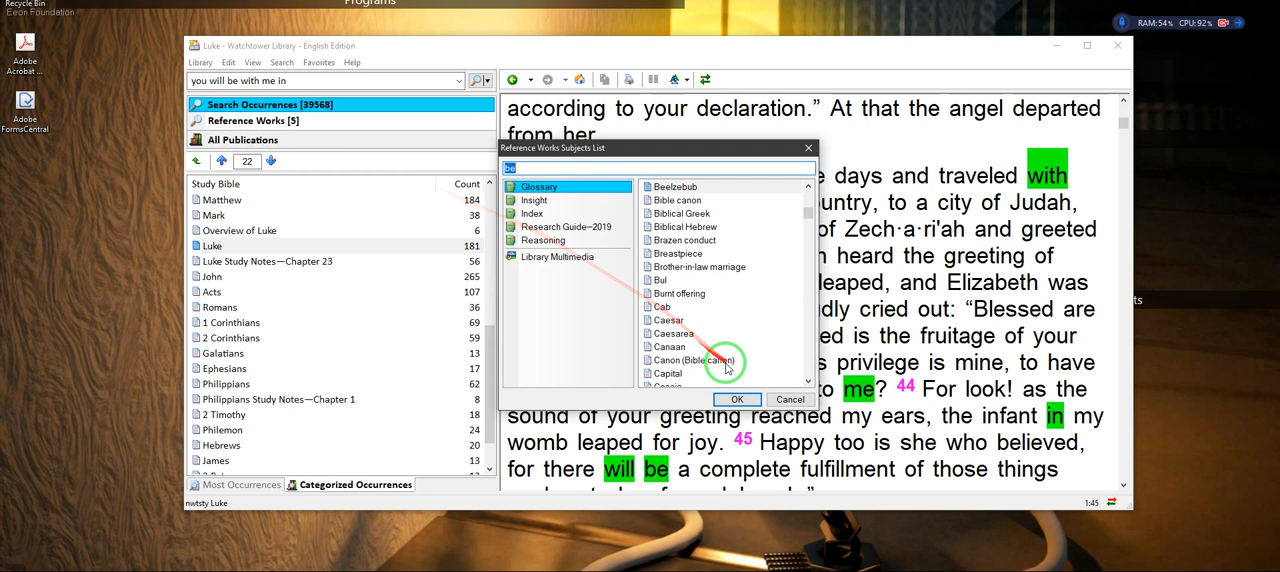 Recycle Bin
Eeon Foundation
Programs
RAM:54% CPU:92%
Adobe
Acrobat ...
Adobe
FormsCentral
Luke - Watchtower Library - English Edition
Library Edit View Search Favorites Help
you will be with me in
Search Occurrences [39568]
Reference Works [5]
All Publications
22
Study Bible Count
Matthew 184
Mark 38
Overview of Luke 6
Luke 181
Luke Study Notes—Chapter 23 56
John 265
Acts 107
Romans 36
1 Corinthians 69
2 Corinthians 59
Galatians 13
Ephesians 17
Philippians 62
Philippians Study Notes—Chapter 1 8
2 Timothy 18
Philemon 24
Hebrews 20
James 13
Most Occurrences Categorized Occurrences
nwtsty Luke
1:45
according to your declaration.” At that the angel departed
from her.
e days and traveled with
untry, to a city of Judah,
of Zech·a·ri'ah and greeted
heard the greeting of
leaped, and Elizabeth was
udly cried out: “Blessed are
ed is the fruitage of your
s privilege is mine, to have
to me? 44 For look! as the
sound of your greeting reached my ears, the infant in my
womb leaped for joy. 45 Happy too is she who believed,
for there will be a complete fulfillment of those things
Reference Works Subjects List
be
Glossary
Insight
Index
Research Guide—2019
Reasoning
Library Multimedia
Beelzebub
Bible canon
Biblical Greek
Biblical Hebrew
Brazen conduct
Breastpiece
Brother-in-law marriage
Bul
Burnt offering
Cab
Caesar
Caesarea
Canaan
Canon (Bible canon)
Capital
OK Cancel
ts